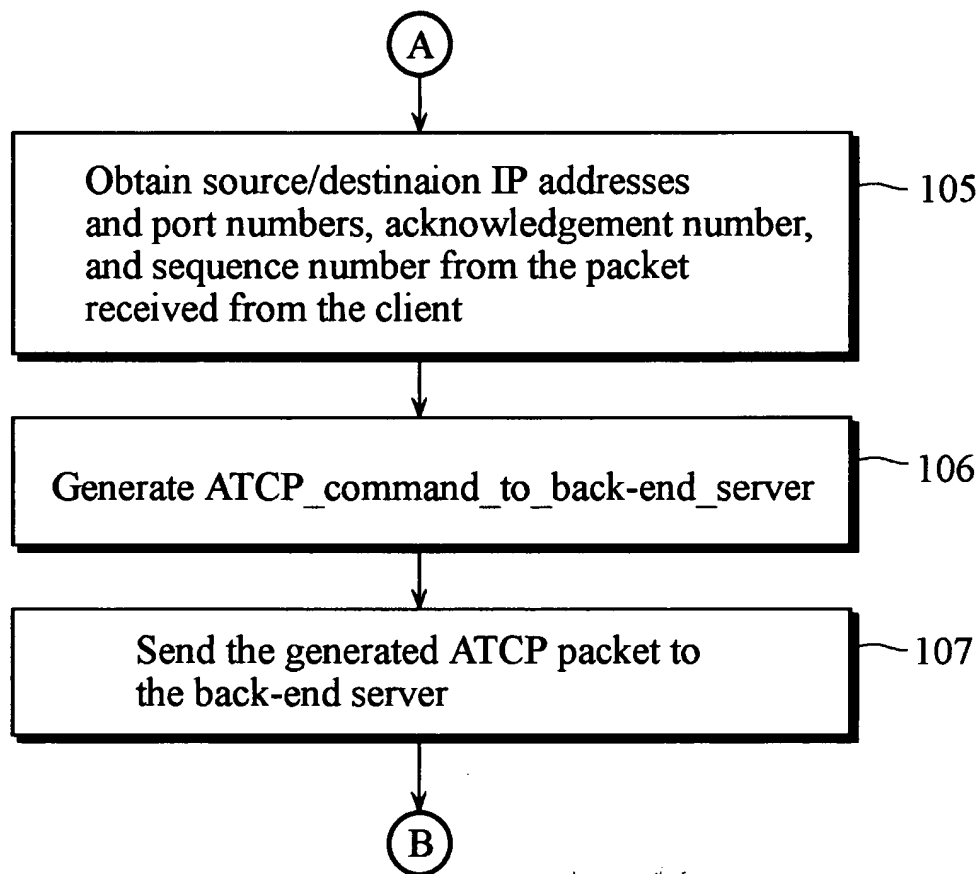 A
Obtain source/destinaion IP addresses
and port numbers, acknowledgement number,
and sequence number from the packet
received from the client
105
Generate ATCP_command_to_back-end_server
106
Send the generated ATCP packet to
the back-end server
107
B